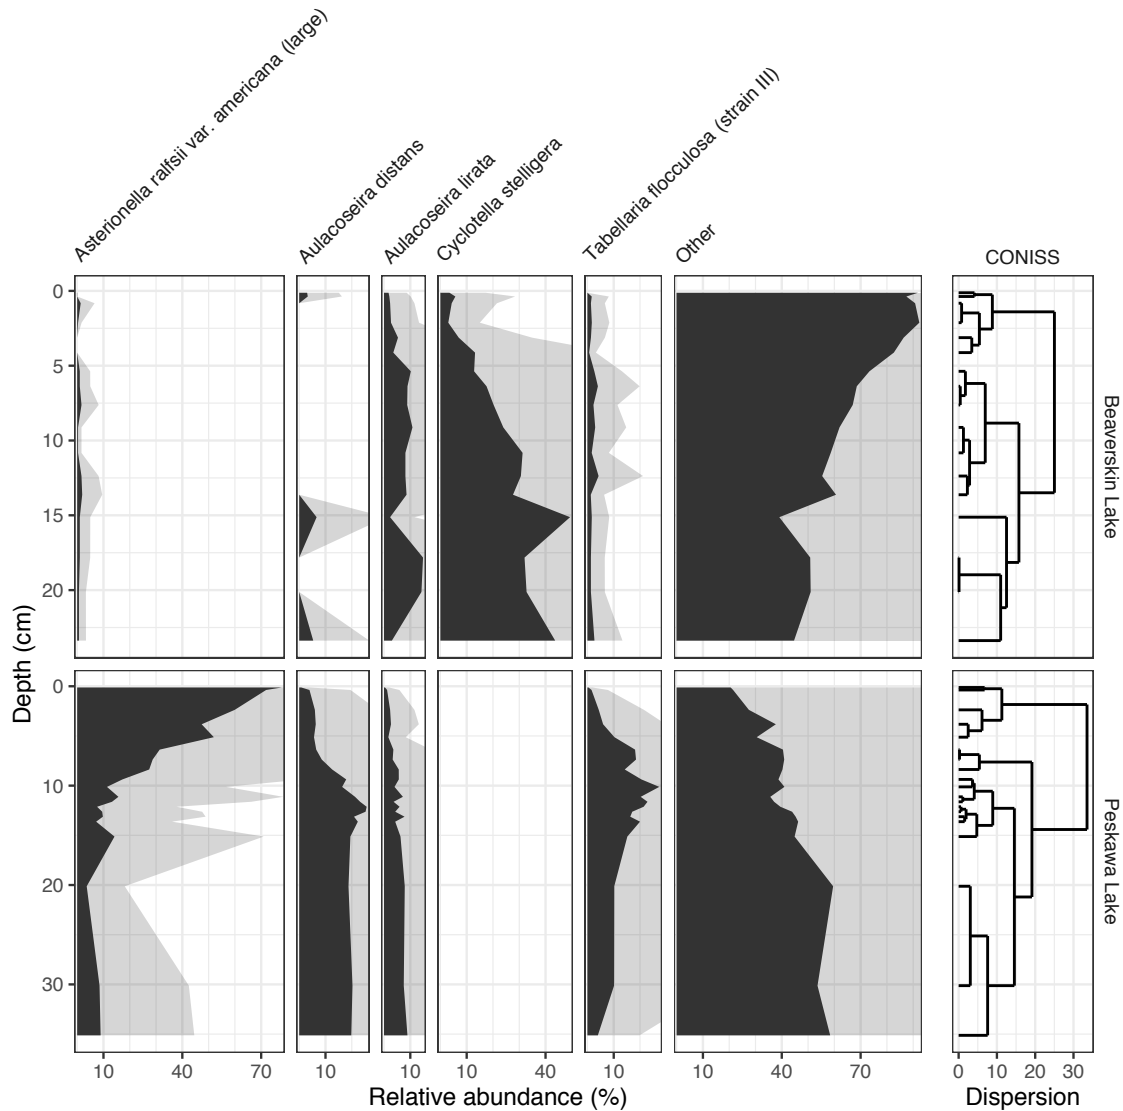 Asterionella ralfsii var. americana (large)
Aulacoseira distans
Aulacoseira lirata
Cyclotella stelligera
Tabellaria flocculosa (strain III)
Other
CONISS
0
5
10
15
20
Beaverskin Lake
Depth (cm)
0
10
20
30
Peskawa Lake
10 40 70 10 10 10 40 10 10 40 70 0 10 20 30
Relative abundance (%) Dispersion